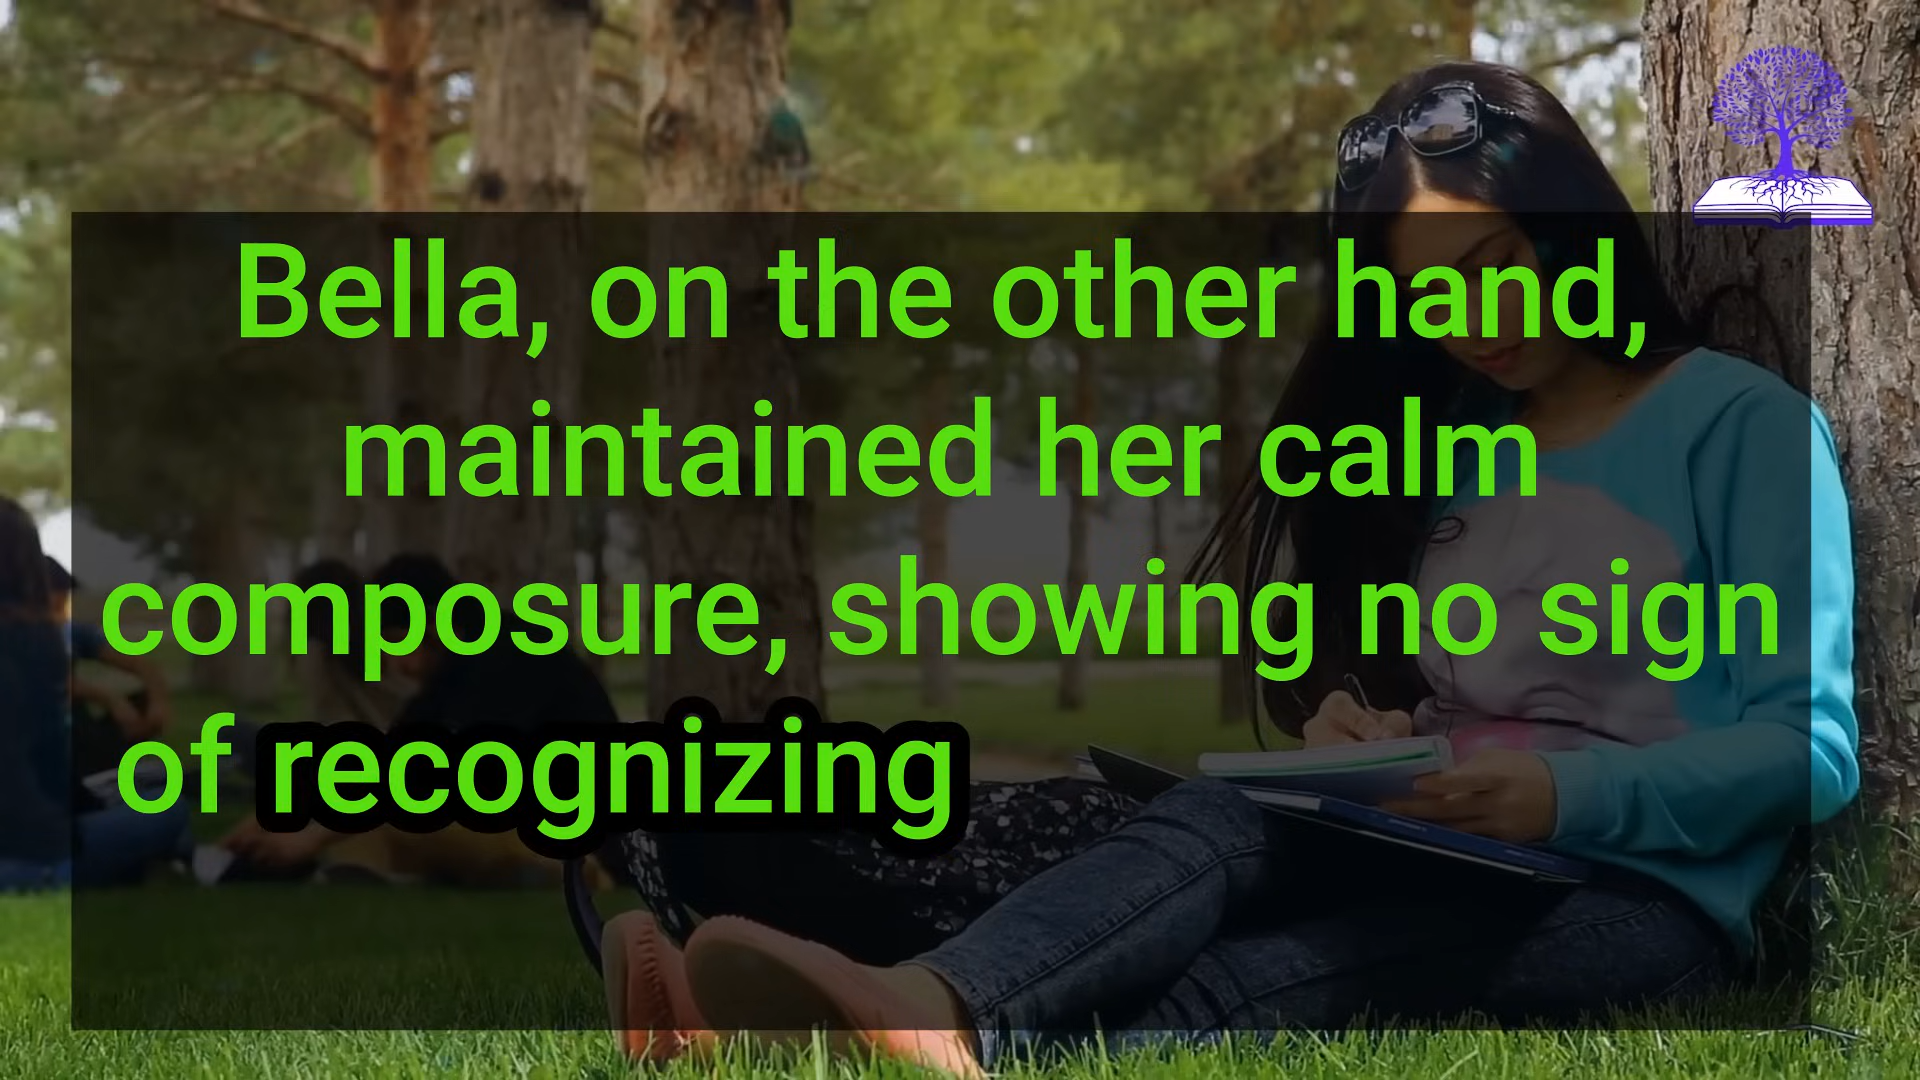 Bella, on the other hand,
maintained her calm
composure, showing no sign
of recognizing